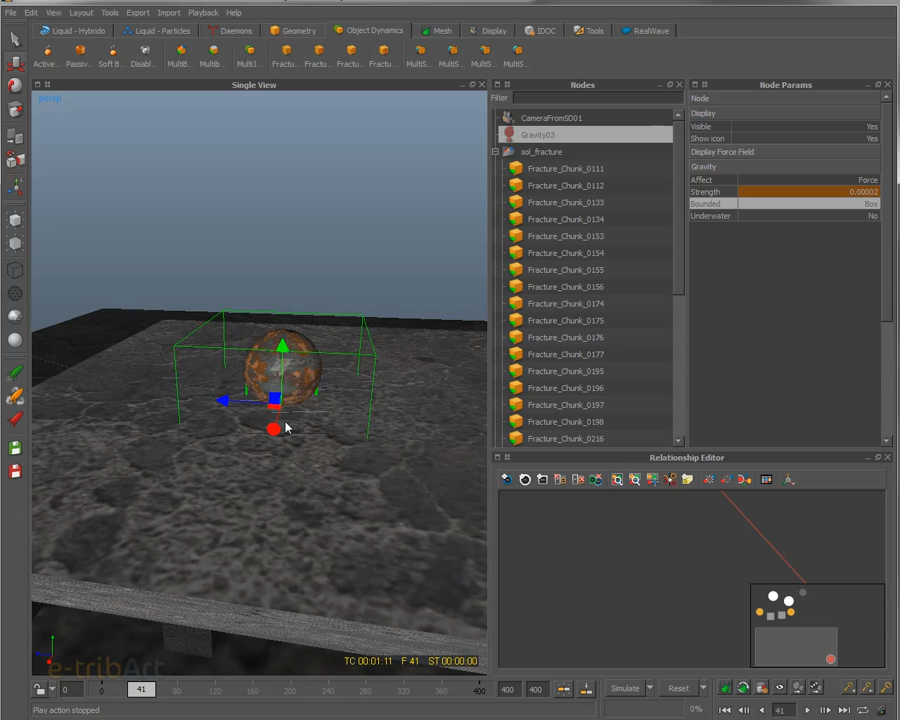 File Edit Layout Tools Export Import Playback Help
Liquid - Hybrido Liquid - Particles Daemons Geometry Object Dynamics Mesh Display IDOC Tools RealWave
Active... Passiv... Soft B... Disabl... MultiB... Multib... MultiJ... Fractu... Fractu... Fractu... Fractu... MultiS... MultiS... MultiS... MultiS...
Single View
persp
Nodes
Filter
CameraFromSD01
Gravity03
sol_fracture
Fracture_Chunk_0111
Fracture_Chunk_0112
Fracture_Chunk_0133
Fracture_Chunk_0134
Fracture_Chunk_0153
Fracture_Chunk_0154
Fracture_Chunk_0155
Fracture_Chunk_0156
Fracture_Chunk_0174
Fracture_Chunk_0175
Fracture_Chunk_0176
Fracture_Chunk_0177
Fracture_Chunk_0195
Fracture_Chunk_0196
Fracture_Chunk_0197
Fracture_Chunk_0198
Fracture_Chunk_0216
Node Params
Node
Display
Visible Yes
Show icon Yes
Display Force Field
Gravity
Affect Force
Strength 0.00002
Bounded Box
Underwater No
Relationship Editor
TC 00:01:11 F 41 ST 00:00:00
e-tribArt
0 0 41 80 120 160 200 240 280 320 360 400 400 400 Simulate Reset
Play action stopped
0% 41